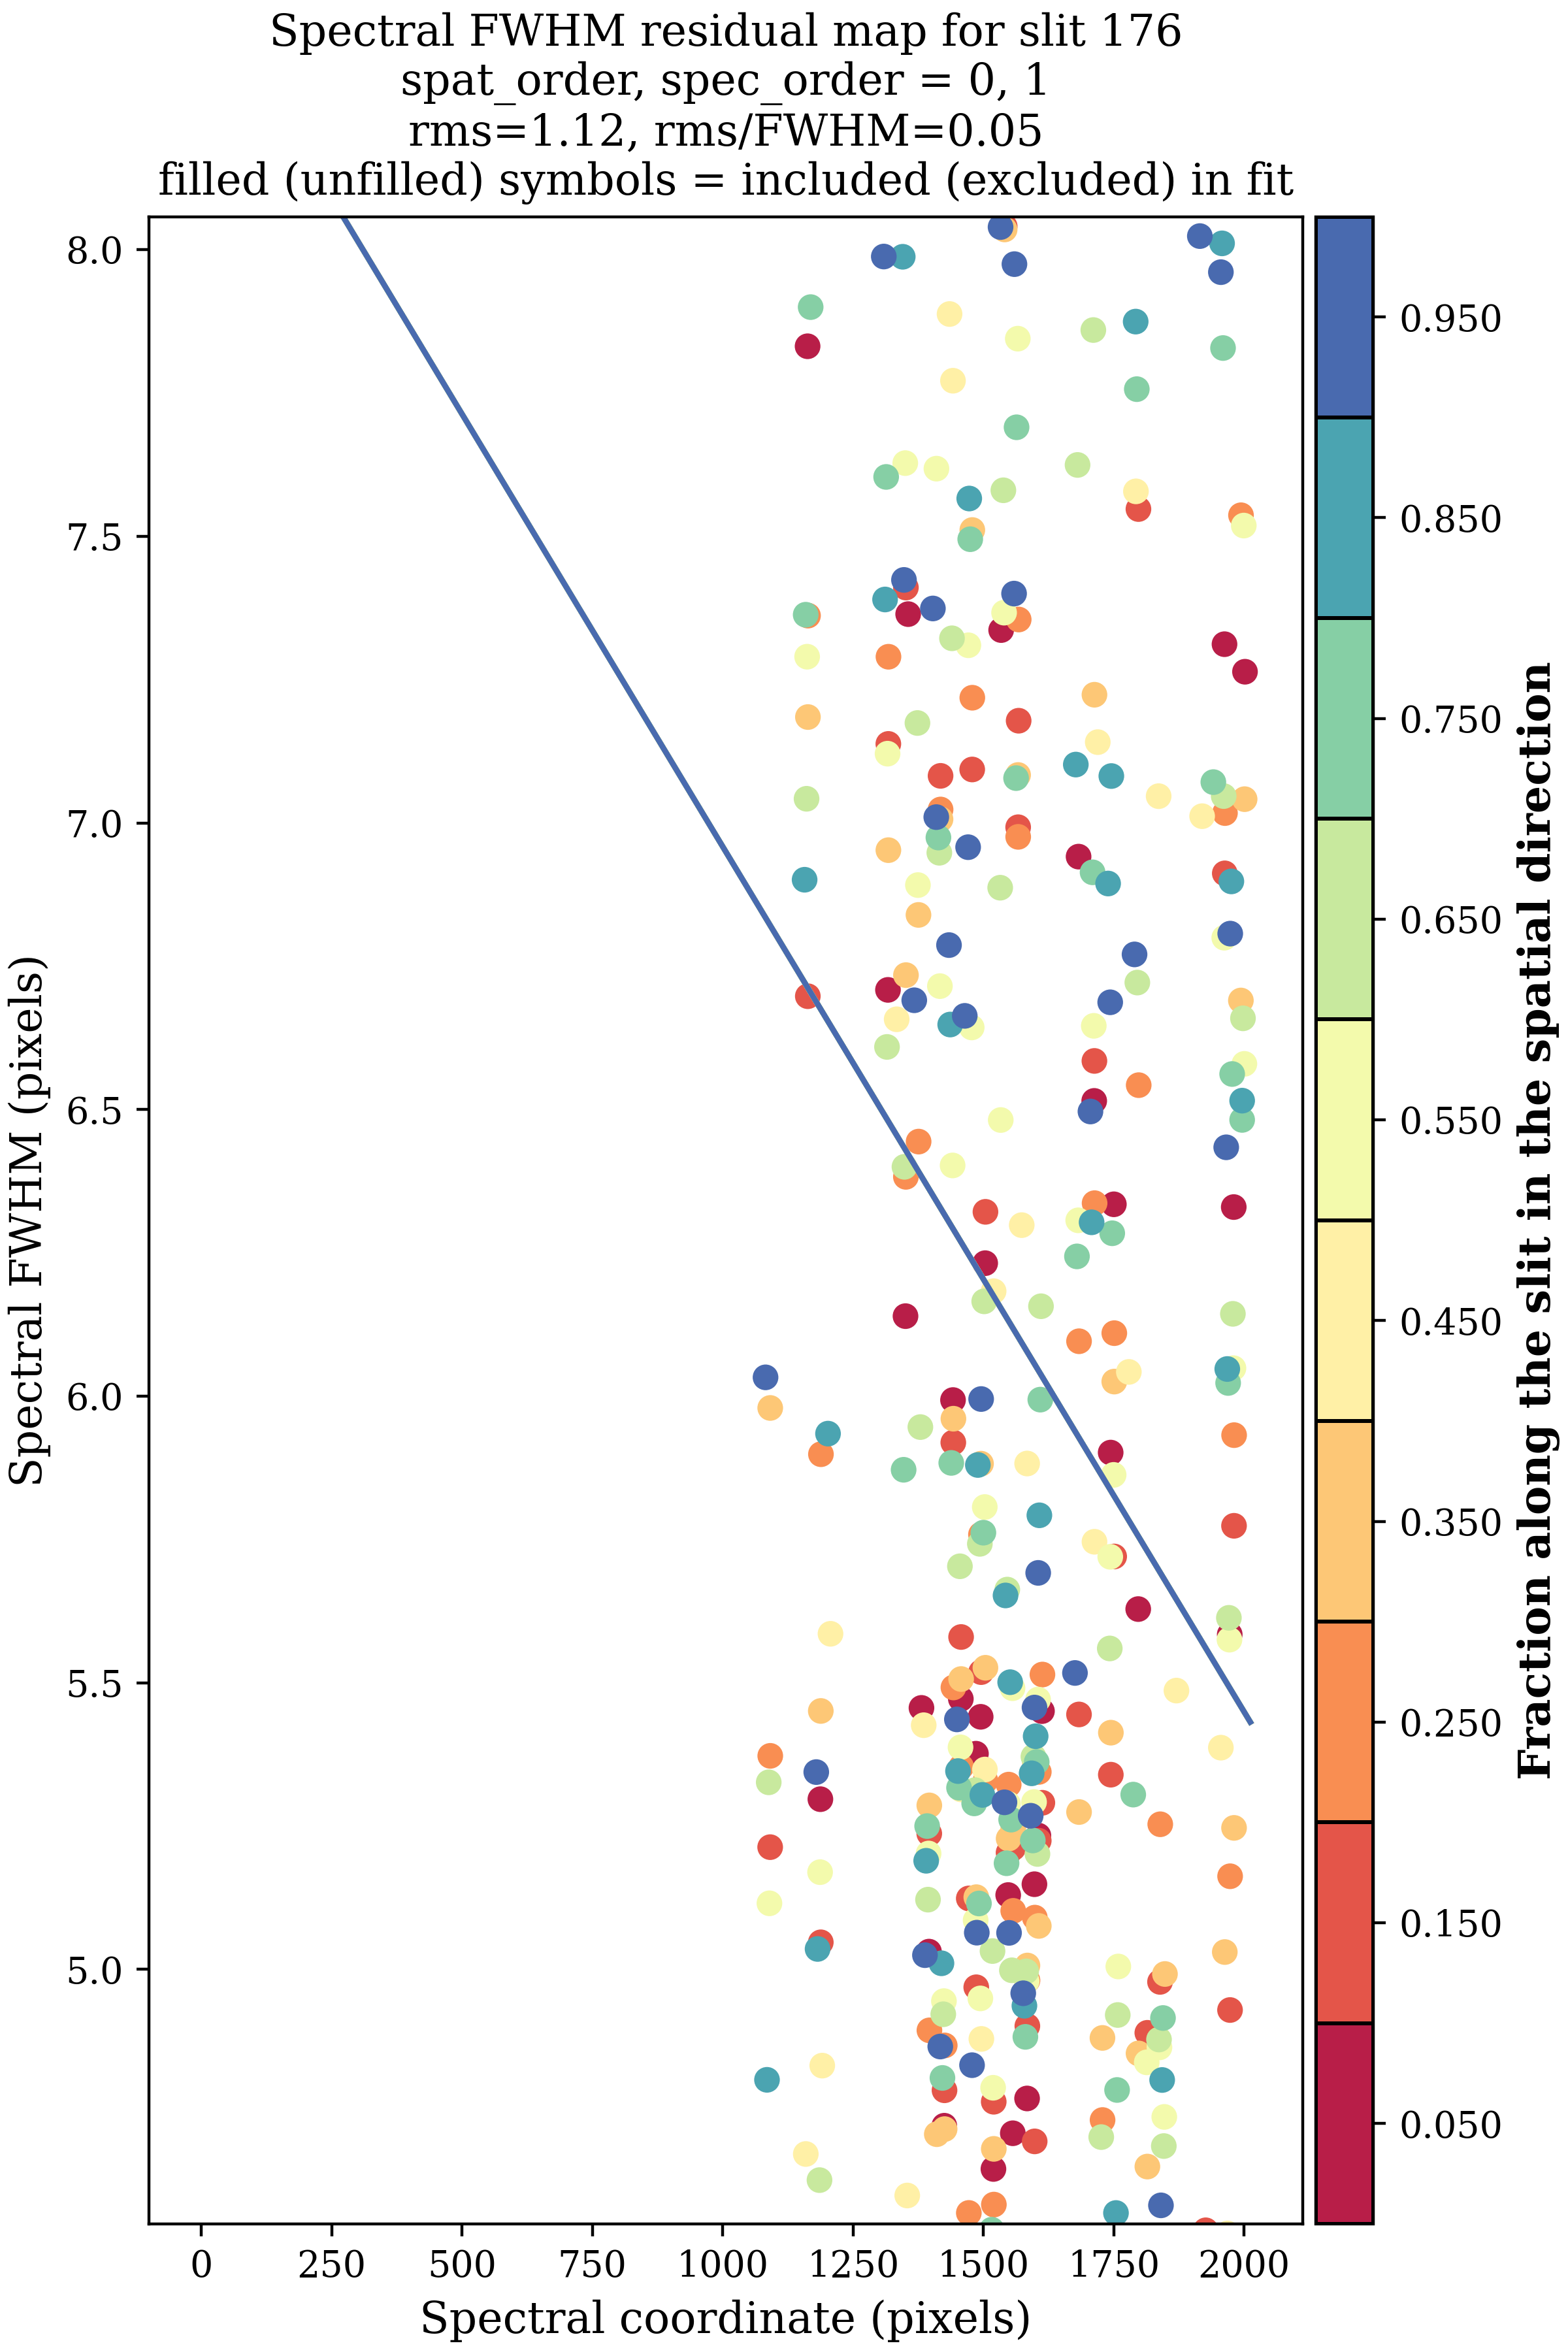 Spectral FWHM residual map for slit 176
spat_order, spec_order = 0, 1
rms=1.12, rms/FWHM=0.05
filled (unfilled) symbols = included (excluded) in fit
8.0
7.5
7.0
6.5
6.0
5.5
5.0
Spectral FWHM (pixels)
0 250 500 750 1000 1250 1500 1750 2000
Spectral coordinate (pixels)
0.950
0.850
0.750
0.650
0.550
0.450
0.350
0.250
0.150
0.050
Fraction along the slit in the spatial direction